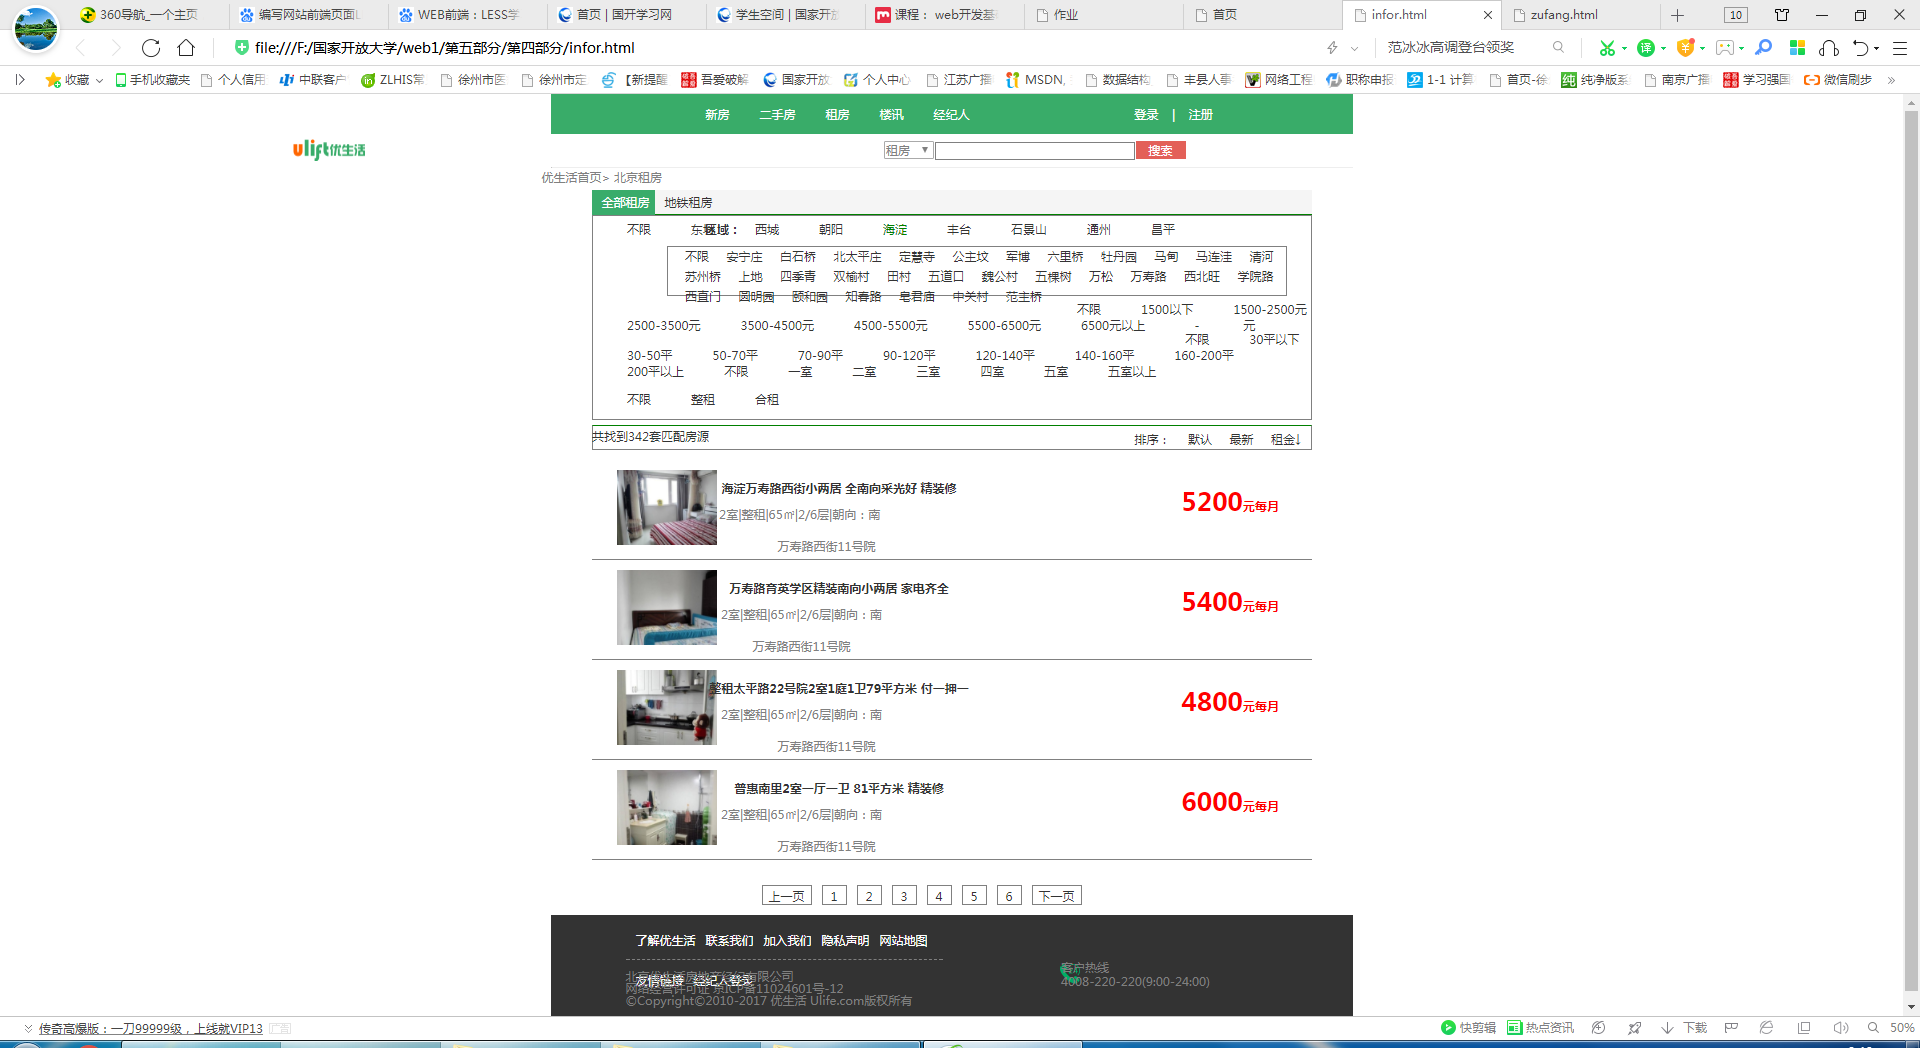 360导航_一个主页 编写网站前端页面 WEB前端：LESS学 首页 | 国开学习网 学生空间 | 国家开放 课程： web开发基 作业 首页 infor.html zufang.html 10
file:///F:/国家开放大学/web1/第五部分/第四部分/infor.html 范冰冰高调登台领奖
收藏 手机收藏夹 个人信用 中联客户 ZLHIS常 徐州市医 徐州市定 【新提醒 吾爱破解 国家开放 个人中心 江苏广播 MSDN, 数据结构 丰县人事 网络工程 职称申报 1-1 计算 首页-徐 纯净版系 南京广播 学习强国 微信刷步
新房 二手房 租房 楼讯 经纪人 登录 | 注册
ulift优生活
租房 搜索
优生活首页> 北京租房
全部租房 地铁租房
不限 东城 区域： 西城 朝阳 海淀 丰台 石景山 通州 昌平
不限 安宁庄 白石桥 北太平庄 定慧寺 公主坟 军博 六里桥 牡丹园 马甸 马连洼 清河
苏州桥 上地 四季青 双榆村 田村 五道口 魏公村 五棵树 万松 万寿路 西北旺 学院路
西直门 圆明园 颐和园 知春路 皂君庙 中关村 范主桥
不限 1500以下 1500-2500元
2500-3500元 3500-4500元 4500-5500元 5500-6500元 6500元以上 - 元
不限 30平以下
30-50平 50-70平 70-90平 90-120平 120-140平 140-160平 160-200平
200平以上 不限 一室 二室 三室 四室 五室 五室以上
不限 整租 合租
共找到342套匹配房源 排序： 默认 最新 租金↓
海淀万寿路西街小两居 全南向采光好 精装修
5200元每月
2室|整租|65㎡|2/6层|朝向：南
万寿路西街11号院
万寿路育英学区精装南向小两居 家电齐全
5400元每月
2室|整租|65㎡|2/6层|朝向：南
万寿路西街11号院
整租太平路22号院2室1庭1卫79平方米 付一押一
4800元每月
2室|整租|65㎡|2/6层|朝向：南
万寿路西街11号院
普惠南里2室一厅一卫 81平方米 精装修
6000元每月
2室|整租|65㎡|2/6层|朝向：南
万寿路西街11号院
上一页 1 2 3 4 5 6 下一页
了解优生活 联系我们 加入我们 隐私声明 网站地图
客户热线
北京优生活房地产经纪有限公司
友情链接 经纪人登录
4008-220-220(9:00-24:00)
网络经营许可证 京ICP备11024601号-12
©Copyright©2010-2017 优生活 Ulife.com版权所有
传奇高爆版：一刀99999级，上线就VIP13 广告 快剪辑 热点资讯 下载 50%